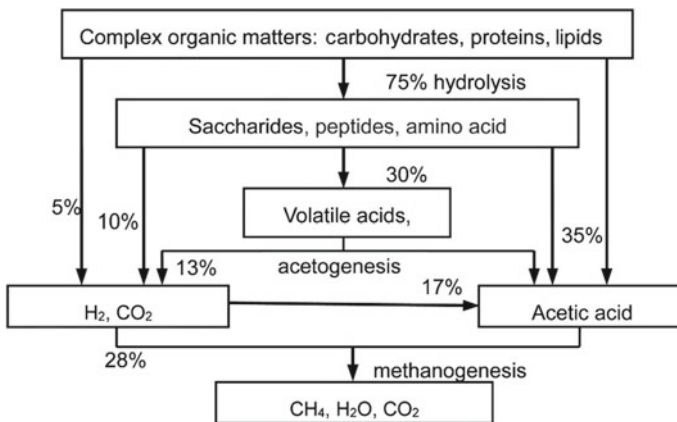 Complex organic matters: carbohydrates, proteins, lipids
75% hydrolysis
Saccharides, peptides, amino acid
30%
5%
10%
Volatile acids,
35%
13%
acetogenesis
17%
H₂, CO₂
Acetic acid
28%
methanogenesis
CH₄, H₂O, CO₂